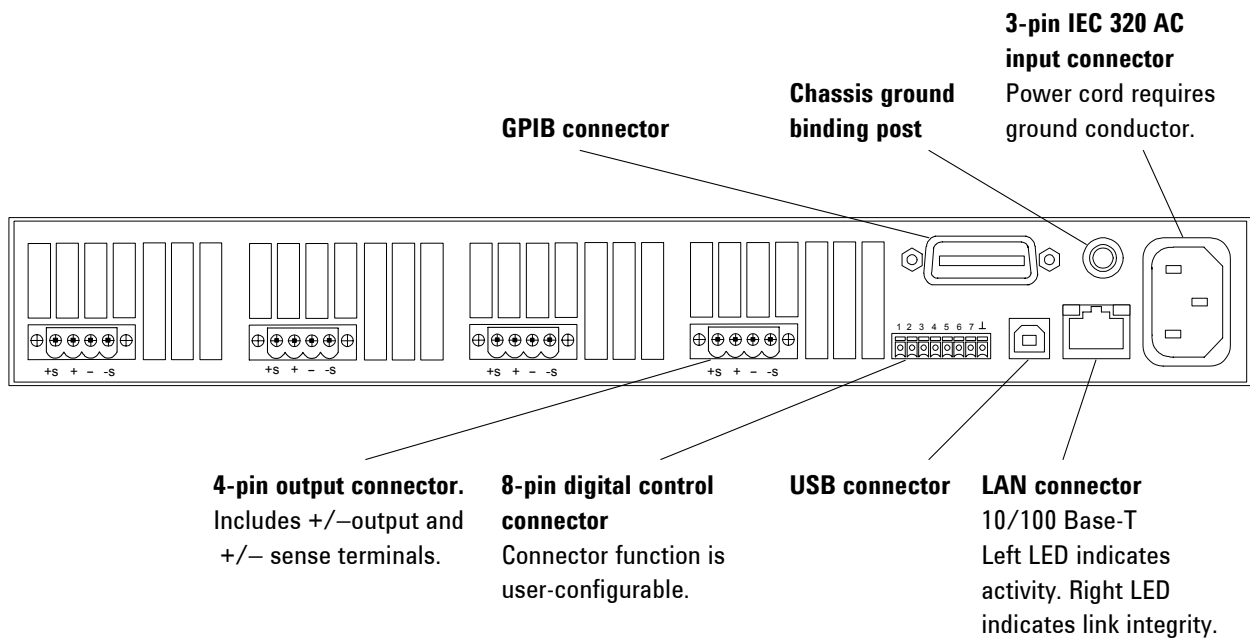 3-pin IEC 320 AC
input connector
Power cord requires
ground conductor.
Chassis ground
binding post
GPIB connector
1 2 3 4 5 6 7 ⊥
+s + – -s
+s + – -s
+s + – -s
+s + – -s
4-pin output connector.
Includes +/–output and
+/– sense terminals.
8-pin digital control
connector
Connector function is
user-configurable.
USB connector
LAN connector
10/100 Base-T
Left LED indicates
activity. Right LED
indicates link integrity.